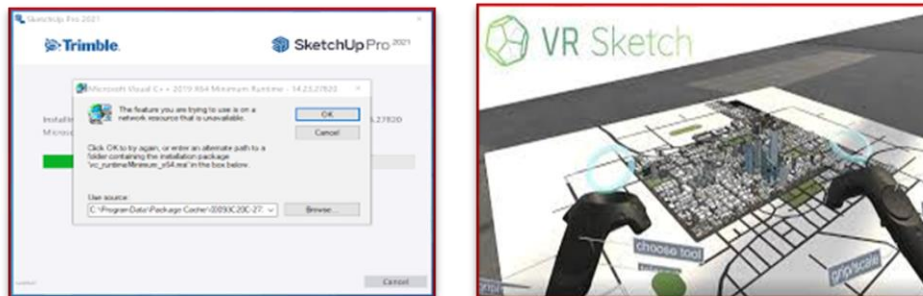 SketchUp Pro 2021
Trimble.
SketchUp Pro 2021
Microsoft Visual C++ 2019 X64 Minimum Runtime - 14.23.27820
The feature you are trying to use is on a
network resource that is unavailable.
OK
Cancel
Click OK to try again, or enter an alternate path to a
folder containing the installation package
'vc_runtimeMinimum_x64.msi' in the box below.
Use source:
C:\ProgramData\Package Cache\
Browse...
Cancel
VR Sketch
choose tool
grip/scale